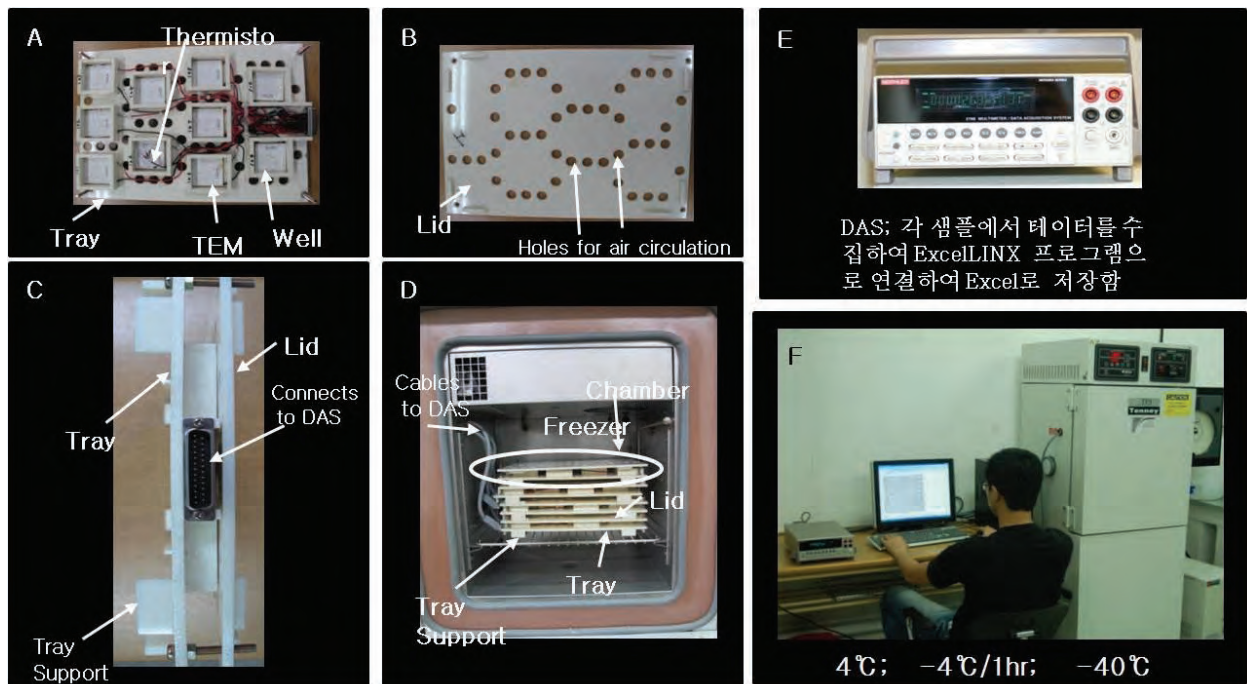 A
Thermisto
r
Tray
TEM
Well
B
Lid
Holes for air circulation
E
DAS; 각 샘플에서 테이터를 수
집하여 ExcelLINX 프로그램으
로 연결하여 Excel로 저장함
C
Lid
Connects
to DAS
Tray
Tray
Support
D
Cables
to DAS
Chamber
Freezer
Lid
Tray
Tray
Support
F
Tenney
4℃; -4℃/1hr; -40℃